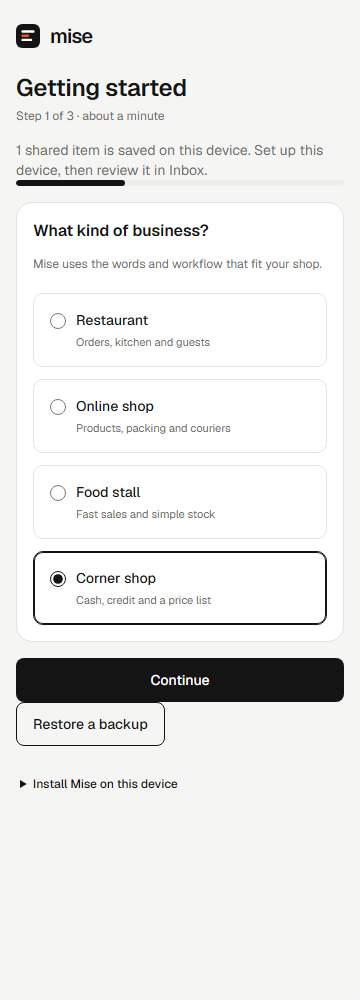 mise
Getting started
Step 1 of 3 · about a minute
1 shared item is saved on this device. Set up this
device, then review it in Inbox.
What kind of business?
Mise uses the words and workflow that fit your shop.
Restaurant
Orders, kitchen and guests
Online shop
Products, packing and couriers
Food stall
Fast sales and simple stock
Corner shop
Cash, credit and a price list
Continue
Restore a backup
Install Mise on this device